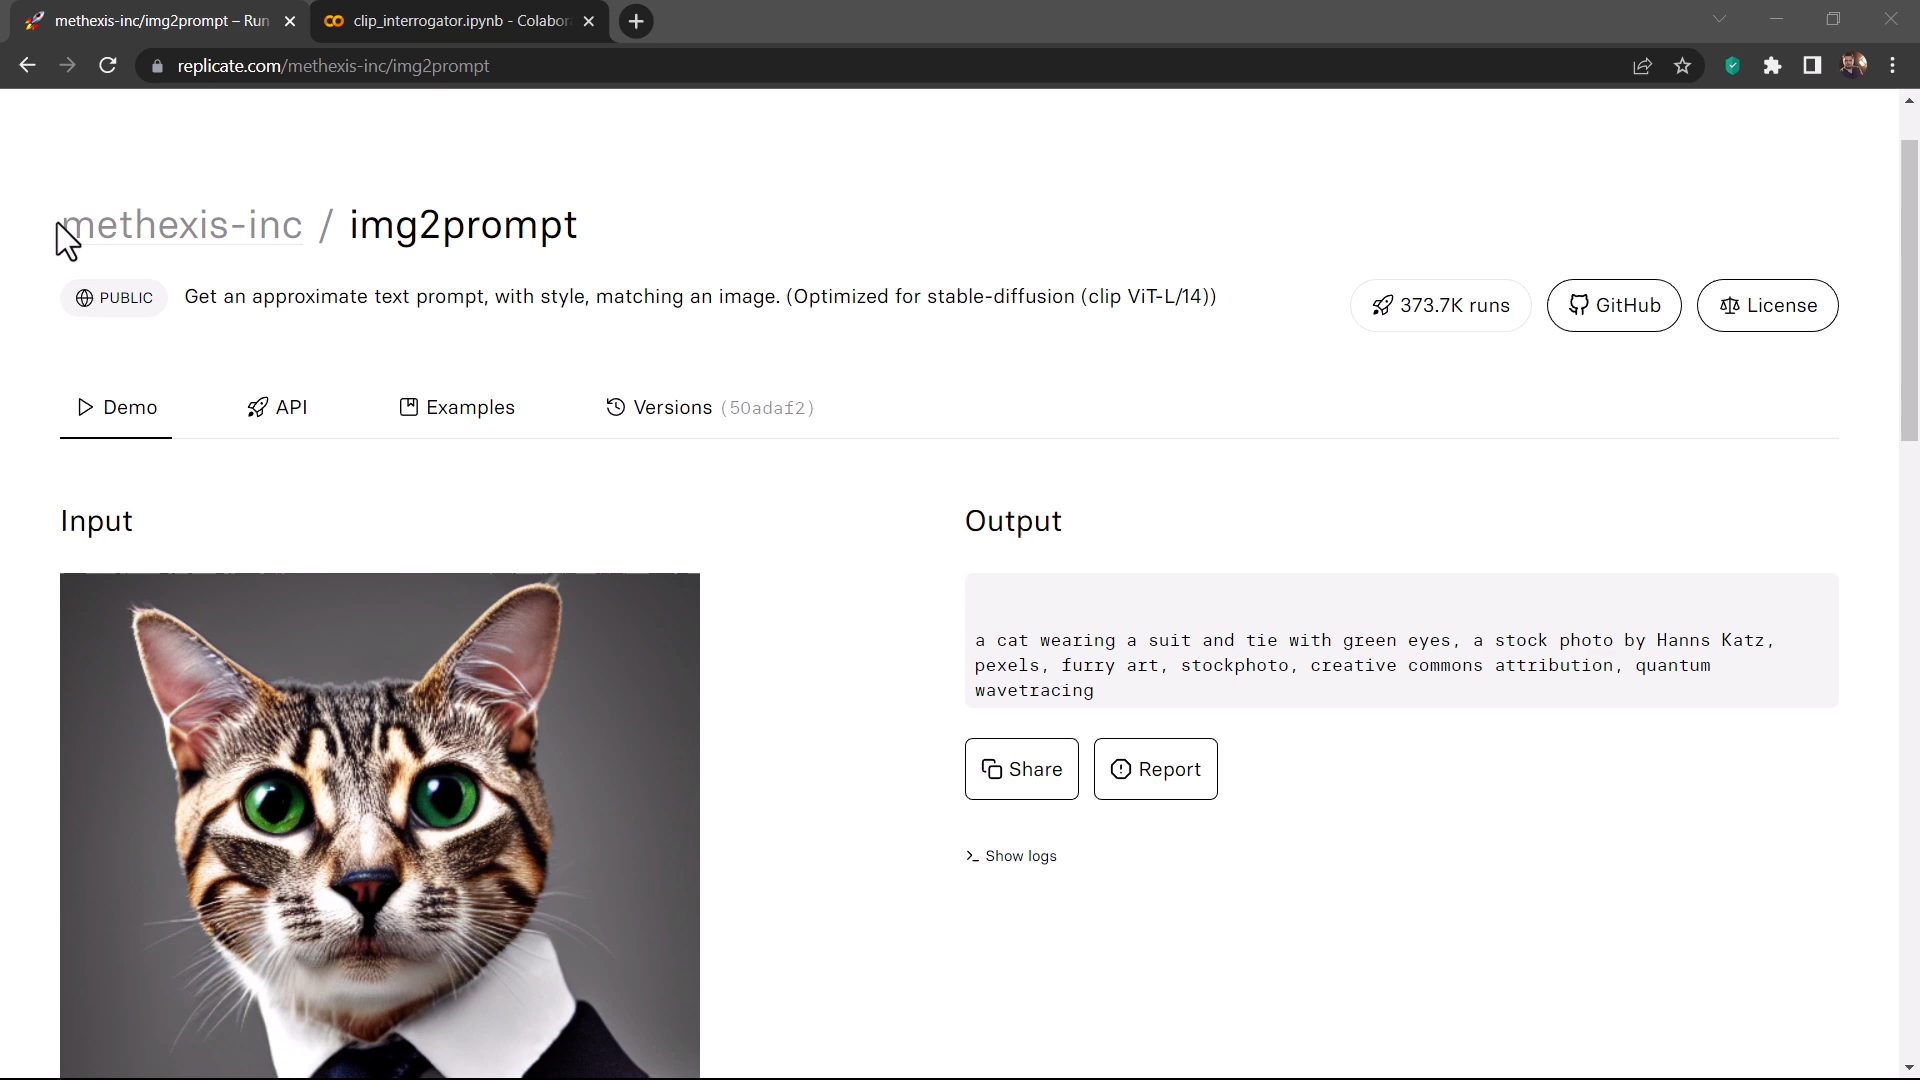 methexis-inc/img2prompt – Run
clip_interrogator.ipynb - Colabor
replicate.com/methexis-inc/img2prompt
methexis-inc / img2prompt
PUBLIC
Get an approximate text prompt, with style, matching an image. (Optimized for stable-diffusion (clip ViT-L/14))
373.7K runs
GitHub
License
Demo
API
Examples
Versions (50adaf2)
Input
Output
a cat wearing a suit and tie with green eyes, a stock photo by Hanns Katz,
pexels, furry art, stockphoto, creative commons attribution, quantum
wavetracing
Share
Report
Show logs